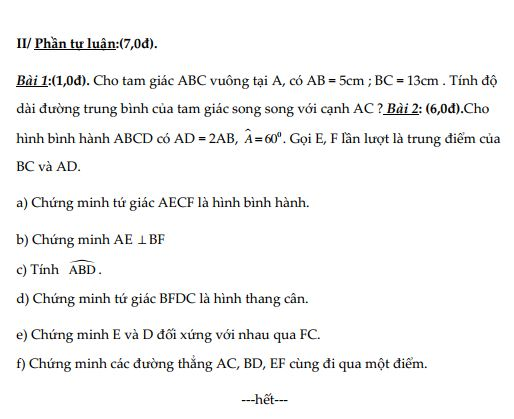 II/ Phần tự luận:(7,0đ).
Bài 1:(1,0đ). Cho tam giác ABC vuông tại A, có AB = 5cm ; BC = 13cm . Tính độ
dài đường trung bình của tam giác song song với cạnh AC ? Bài 2: (6,0đ).Cho
hình bình hành ABCD có AD = 2AB, Â = 60⁰. Gọi E, F lần lượt là trung điểm của
BC và AD.
a) Chứng minh tứ giác AECF là hình bình hành.
b) Chứng minh AE ⊥ BF
c) Tính ABD .
d) Chứng minh tứ giác BFDC là hình thang cân.
e) Chứng minh E và D đối xứng với nhau qua FC.
f) Chứng minh các đường thẳng AC, BD, EF cùng đi qua một điểm.
---hết---